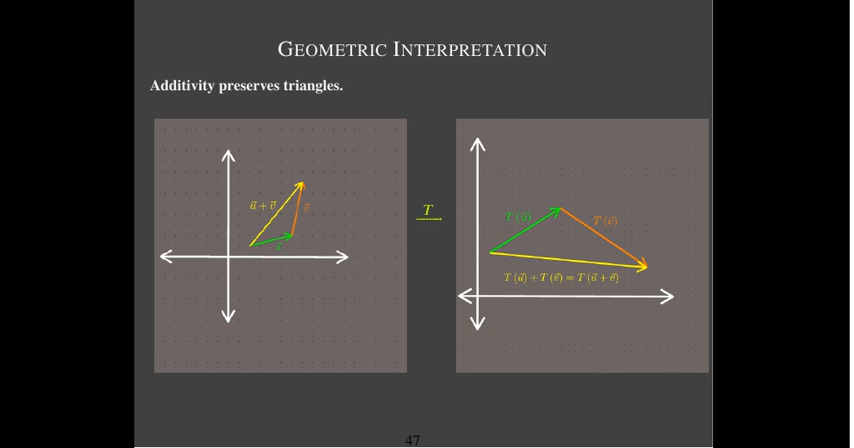 GEOMETRIC INTERPRETATION
Additivity preserves triangles.
u⃗ + v⃗
v⃗
u⃗
T
T (u⃗)
T (v⃗)
T (u⃗) + T (v⃗) = T (u⃗ + v⃗)
47